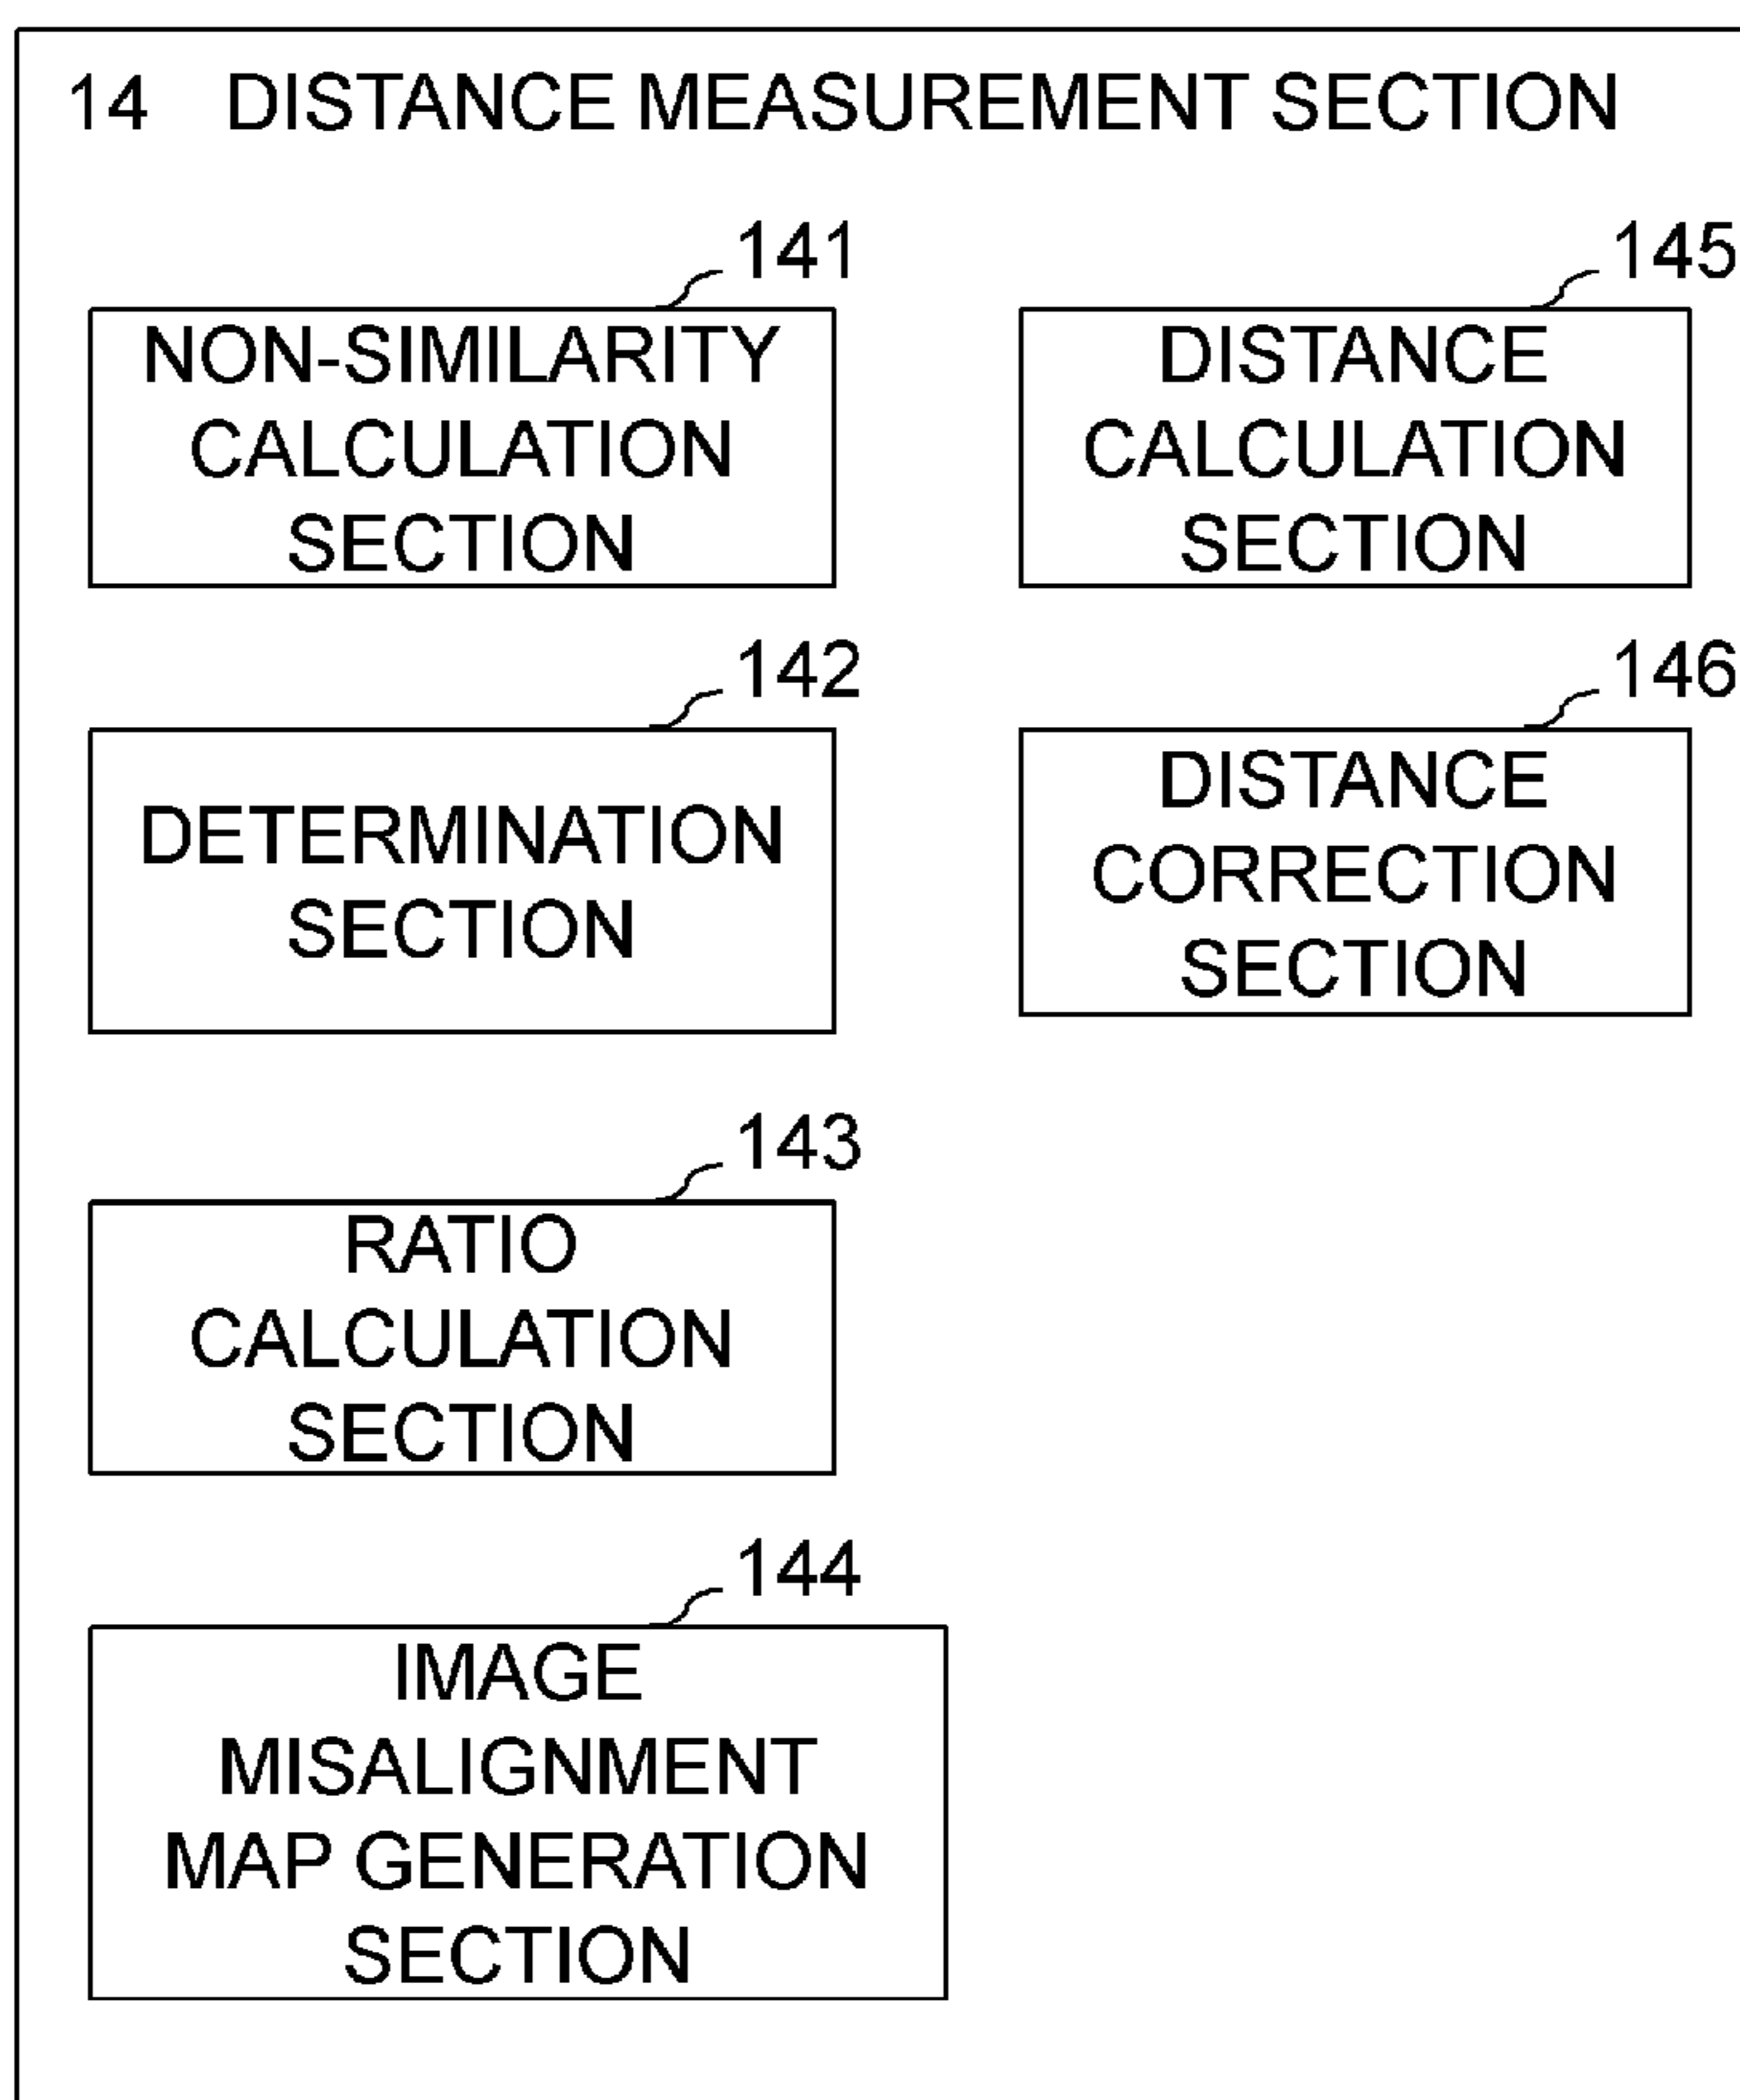 14 DISTANCE MEASUREMENT SECTION
141
NON-SIMILARITY
CALCULATION
SECTION
142
DETERMINATION
SECTION
143
RATIO
CALCULATION
SECTION
144
IMAGE
MISALIGNMENT
MAP GENERATION
SECTION
145
DISTANCE
CALCULATION
SECTION
146
DISTANCE
CORRECTION
SECTION